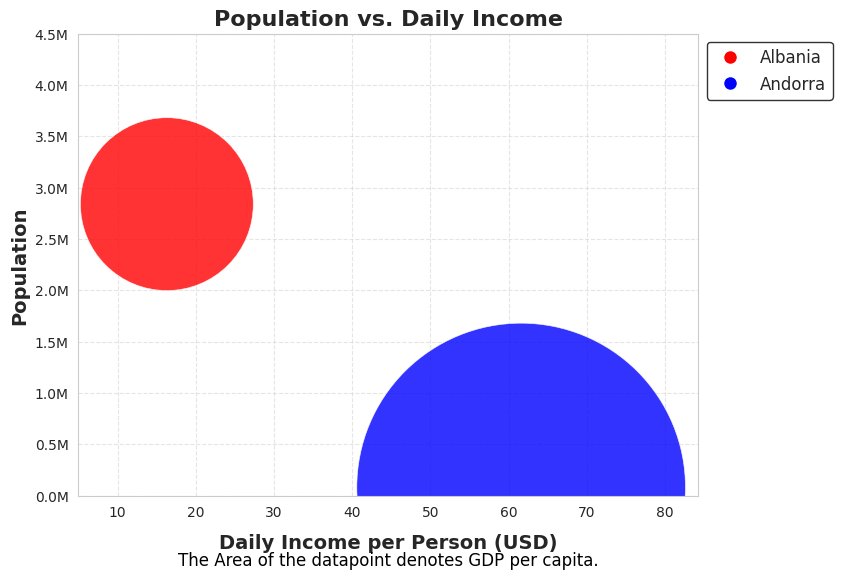 Population vs. Daily Income
4.5M
4.0M
3.5M
3.0M
2.5M
2.0M
1.5M
1.0M
0.5M
0.0M
Population
10 20 30 40 50 60 70 80
Daily Income per Person (USD)
The Area of the datapoint denotes GDP per capita.
Albania
Andorra